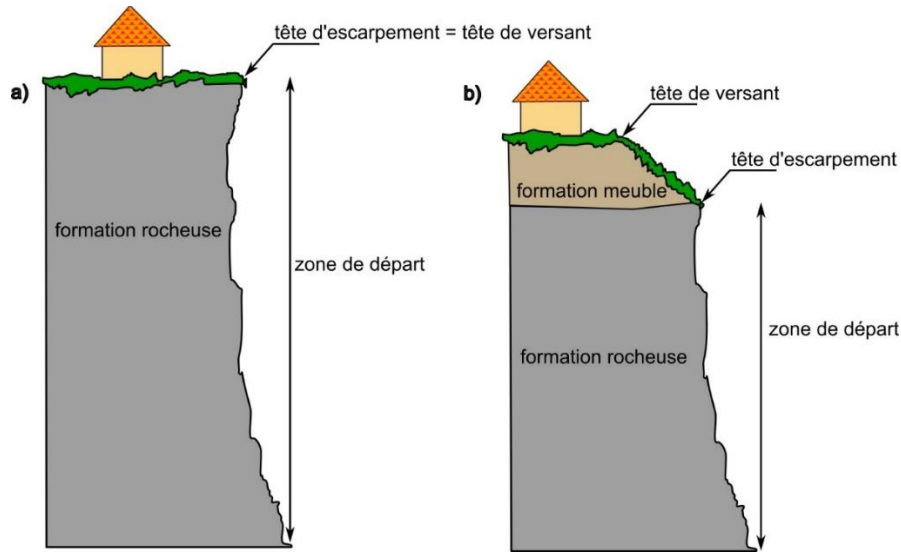 a)
tête d'escarpement = tête de versant
formation rocheuse
zone de départ
b)
tête de versant
tête d'escarpement
formation meuble
zone de départ
formation rocheuse